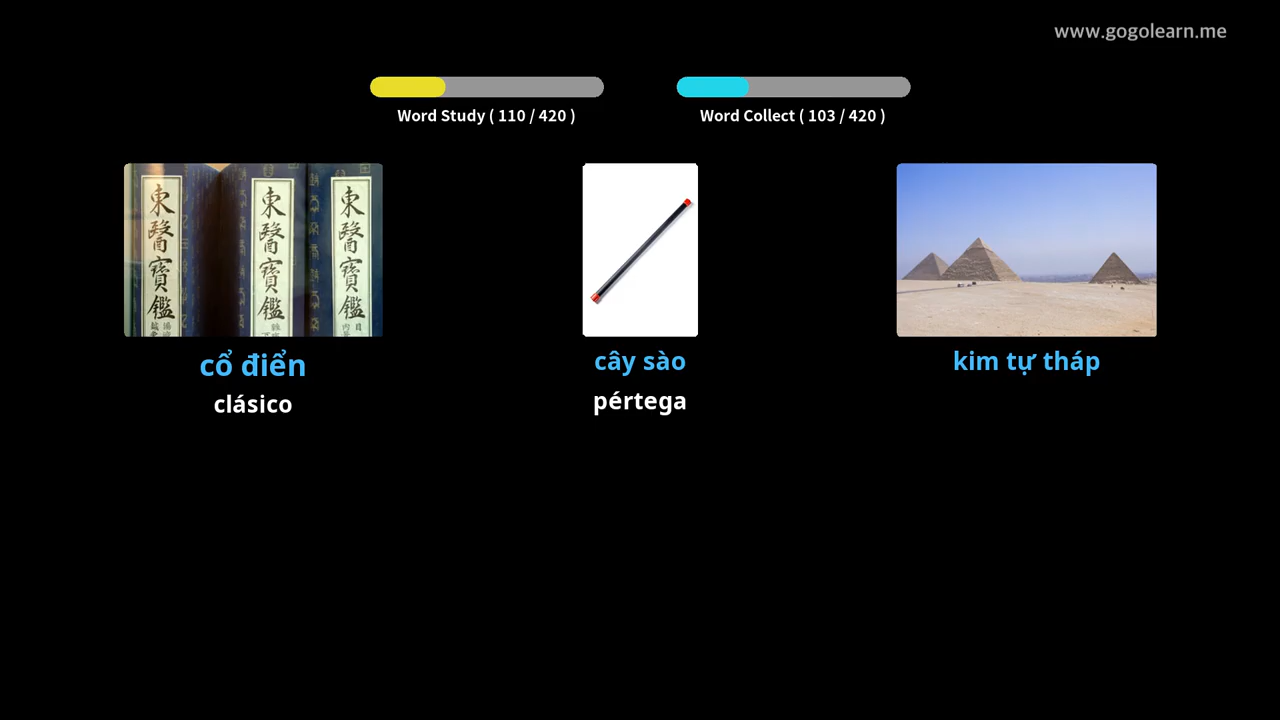 www.gogolearn.me
Word Study ( 110 / 420 )
Word Collect ( 103 / 420 )
東醫寶鑑
東醫寶鑑
東醫寶鑑
cổ điển
cây sào
kim tự tháp
clásico
pértega